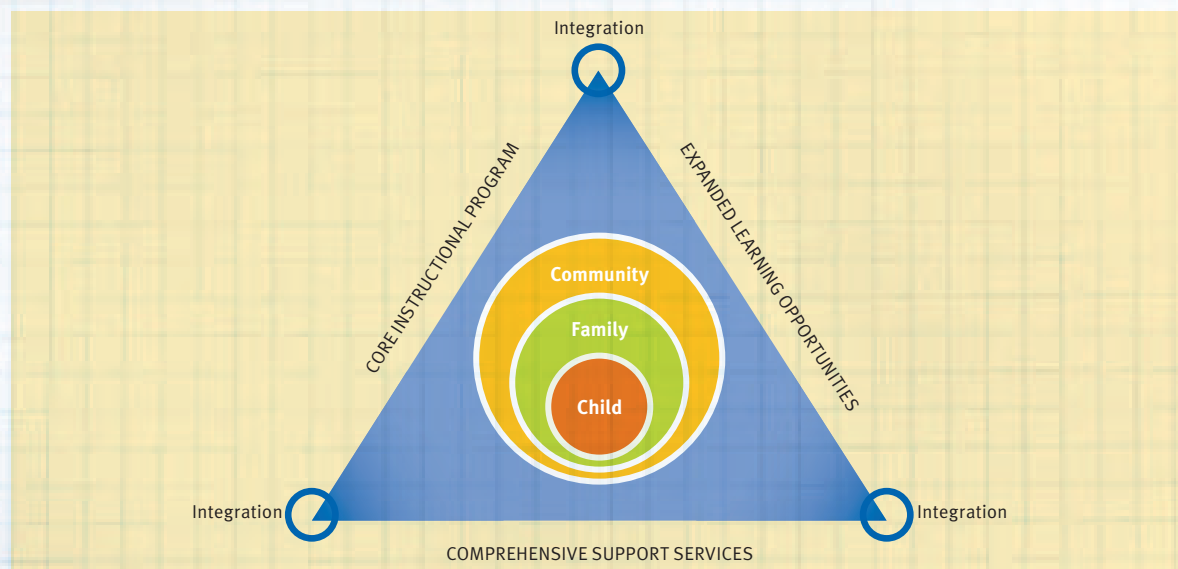 Integration
CORE INSTRUCTIONAL PROGRAM
EXPANDED LEARNING OPPORTUNITIES
Community
Family
Child
Integration
Integration
COMPREHENSIVE SUPPORT SERVICES